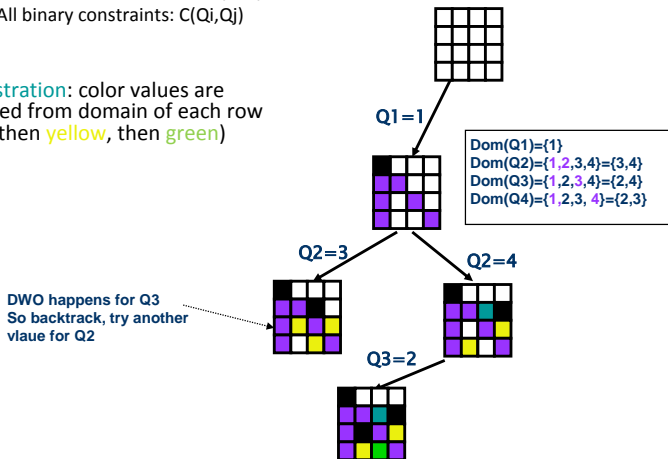 All binary constraints: C(Qi,Qj)
stration: color values are
ed from domain of each row
then yellow, then green)
Q1=1
Dom(Q1)={1}
Dom(Q2)={1,2,3,4}={3,4}
Dom(Q3)={1,2,3,4}={2,4}
Dom(Q4)={1,2,3, 4}={2,3}
Q2=3
Q2=4
DWO happens for Q3
So backtrack, try another
vlaue for Q2
Q3=2